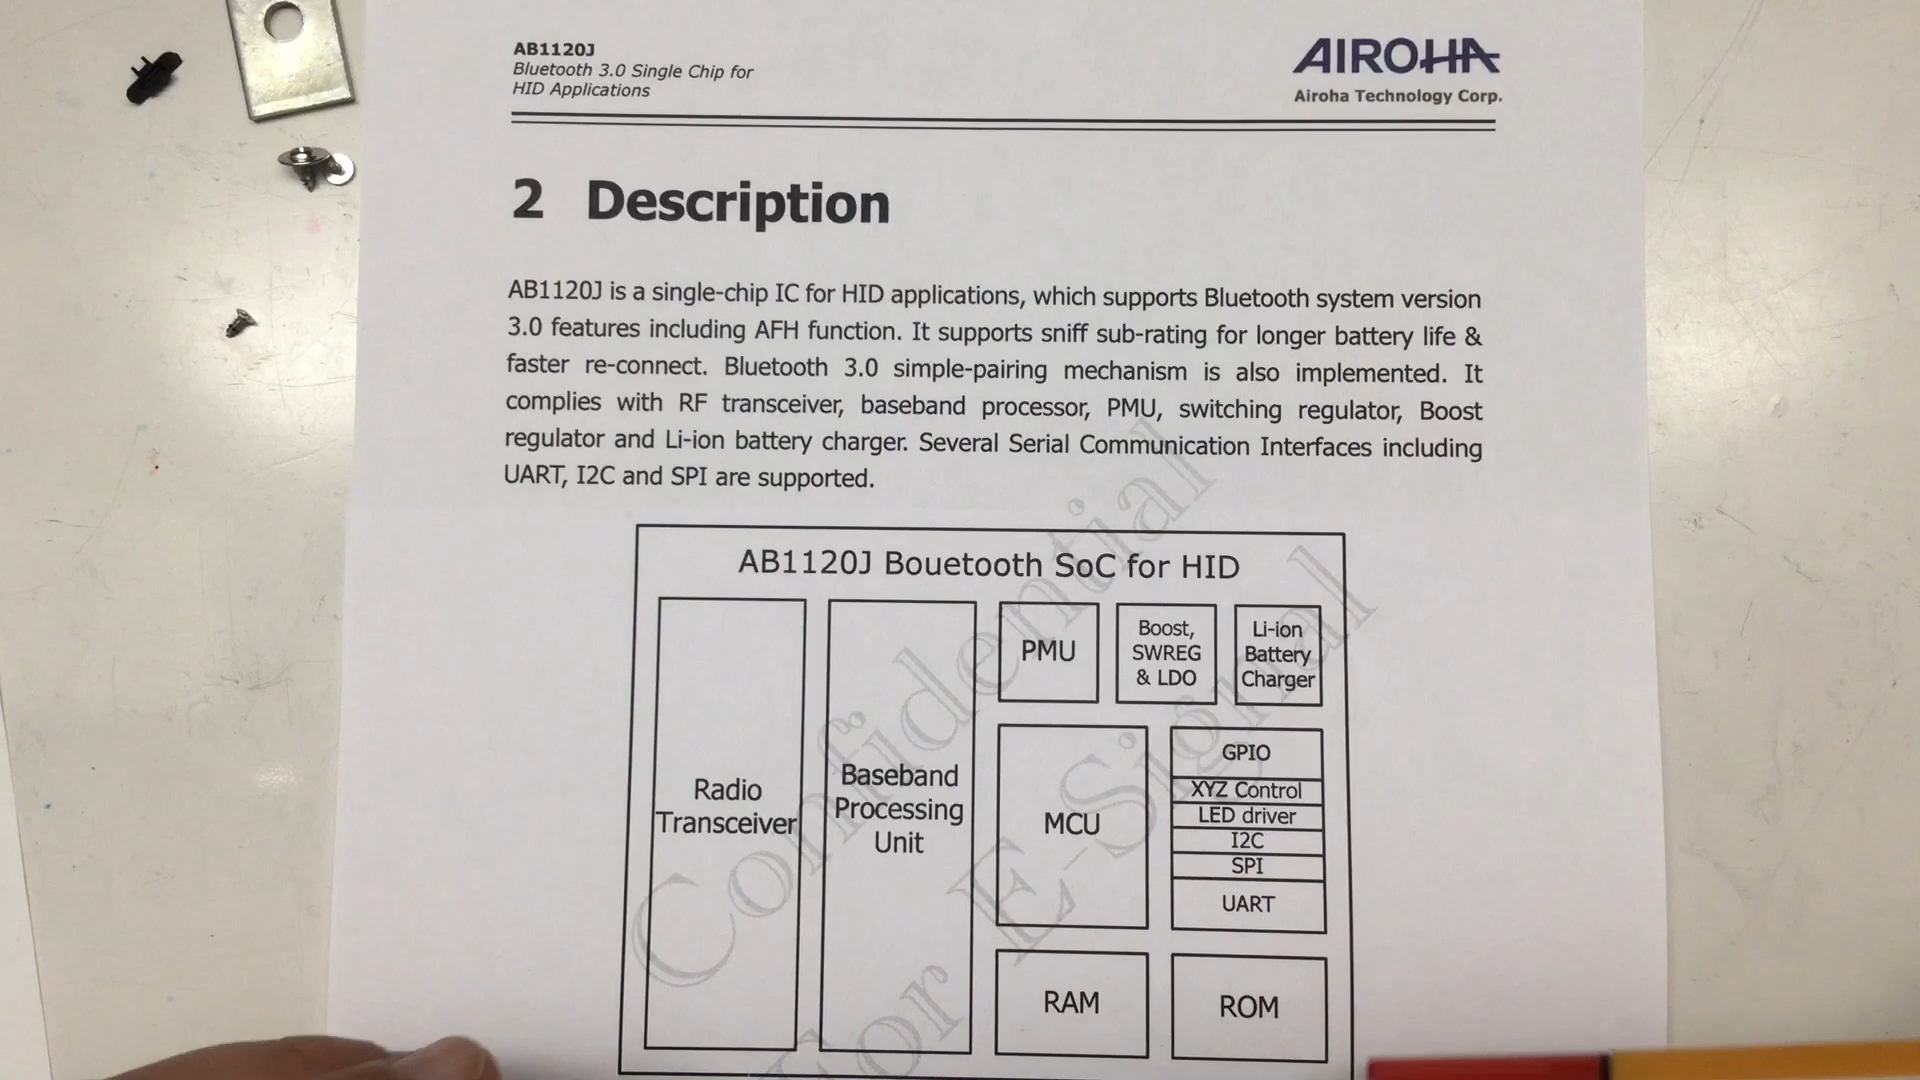 AB1120J
Bluetooth 3.0 Single Chip for
HID Applications
AIROHA
Airoha Technology Corp.
2 Description
AB1120J is a single-chip IC for HID applications, which supports Bluetooth system version
3.0 features including AFH function. It supports sniff sub-rating for longer battery life &
faster re-connect. Bluetooth 3.0 simple-pairing mechanism is also implemented. It
complies with RF transceiver, baseband processor, PMU, switching regulator, Boost
regulator and Li-ion battery charger. Several Serial Communication Interfaces including
UART, I2C and SPI are supported.
AB1120J Bouetooth SoC for HID
Radio
Transceiver
Baseband
Processing
Unit
PMU
Boost,
SWREG
& LDO
Li-ion
Battery
Charger
MCU
GPIO
XYZ Control
LED driver
I2C
SPI
UART
RAM
ROM
Confidential
For E-Signal